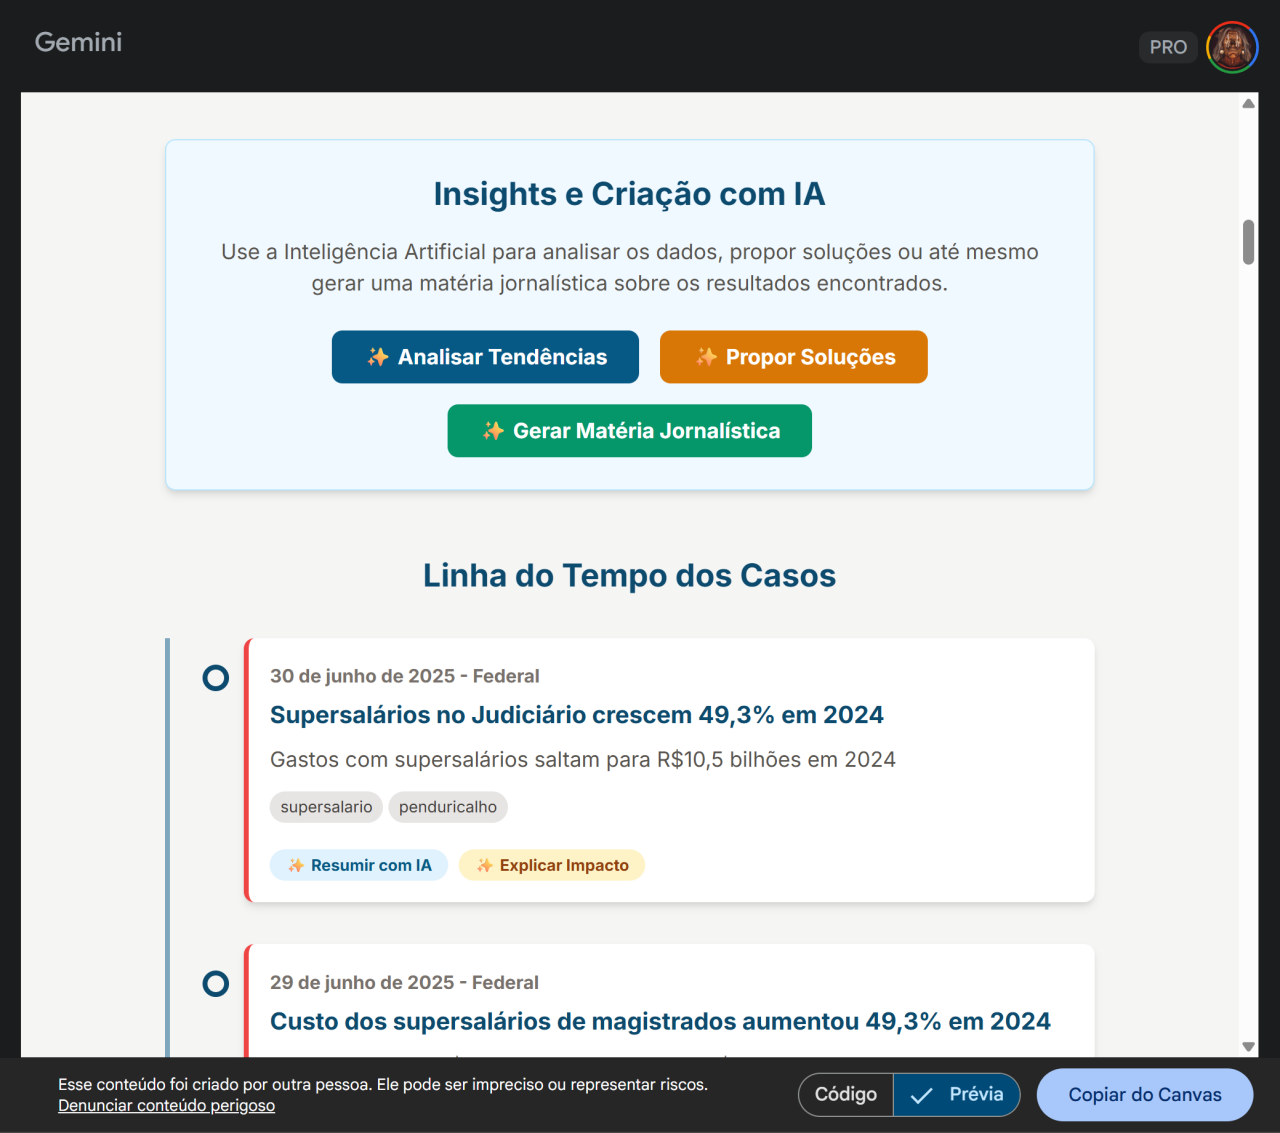 Gemini
PRO
Insights e Criação com IA
Use a Inteligência Artificial para analisar os dados, propor soluções ou até mesmo
gerar uma matéria jornalística sobre os resultados encontrados.
✨ Analisar Tendências
✨ Propor Soluções
✨ Gerar Matéria Jornalística
Linha do Tempo dos Casos
30 de junho de 2025 - Federal
Supersalários no Judiciário crescem 49,3% em 2024
Gastos com supersalários saltam para R$10,5 bilhões em 2024
supersalario
penduricalho
✨ Resumir com IA
✨ Explicar Impacto
29 de junho de 2025 - Federal
Custo dos supersalários de magistrados aumentou 49,3% em 2024
Esse conteúdo foi criado por outra pessoa. Ele pode ser impreciso ou representar riscos.
Denunciar conteúdo perigoso
Código
Prévia
Copiar do Canvas